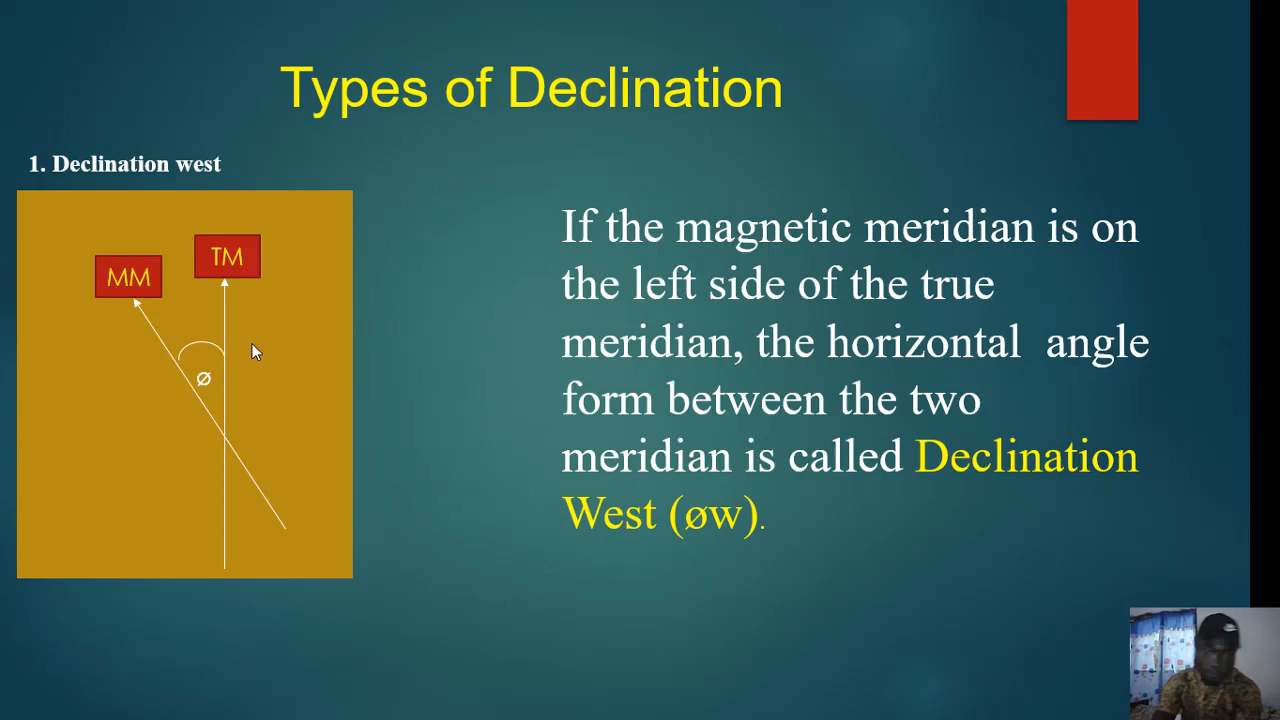 Types of Declination
1. Declination west
MM
TM
ø
If the magnetic meridian is on
the left side of the true
meridian, the horizontal  angle
form between the two
meridian is called Declination
West (øw).